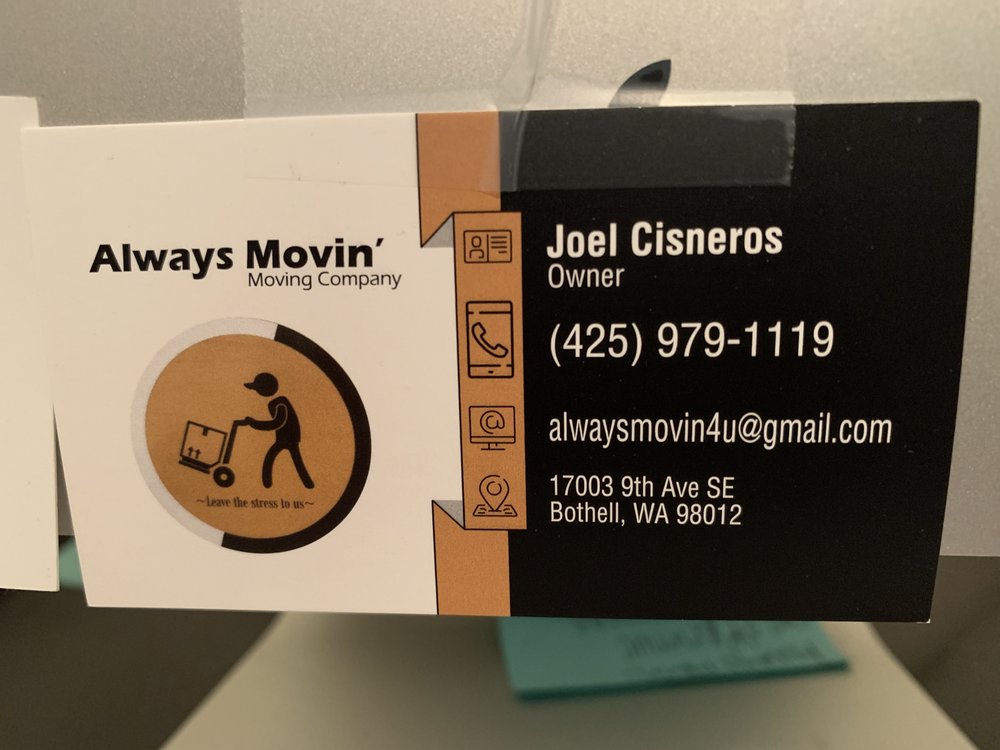 Always Movin'
Moving Company
~Leave the stress to us~
Joel Cisneros
Owner
(425) 979-1119
alwaysmovin4u@gmail.com
17003 9th Ave SE
Bothell, WA 98012